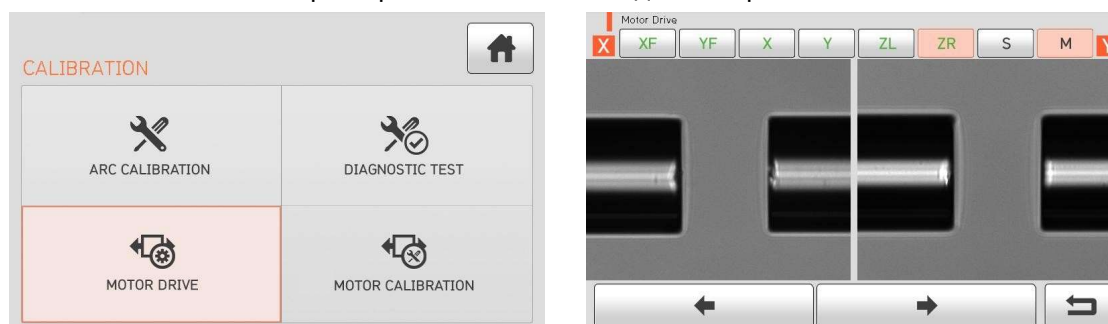 CALIBRATION
ARC CALIBRATION
DIAGNOSTIC TEST
MOTOR DRIVE
MOTOR CALIBRATION
Motor Drive
X XF YF X Y ZL ZR S M Y